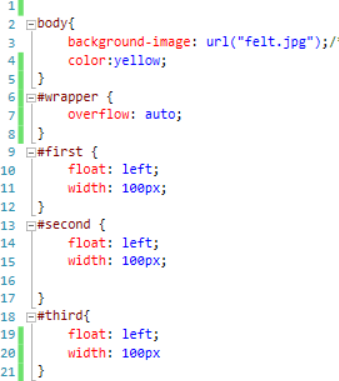 1
2 body{
3 background-image: url("felt.jpg");/*
4 color:yellow;
5 }
6 #wrapper {
7 overflow: auto;
8 }
9 #first {
10 float: left;
11 width: 100px;
12 }
13 #second {
14 float: left;
15 width: 100px;
16
17 }
18 #third{
19 float: left;
20 width: 100px
21 }